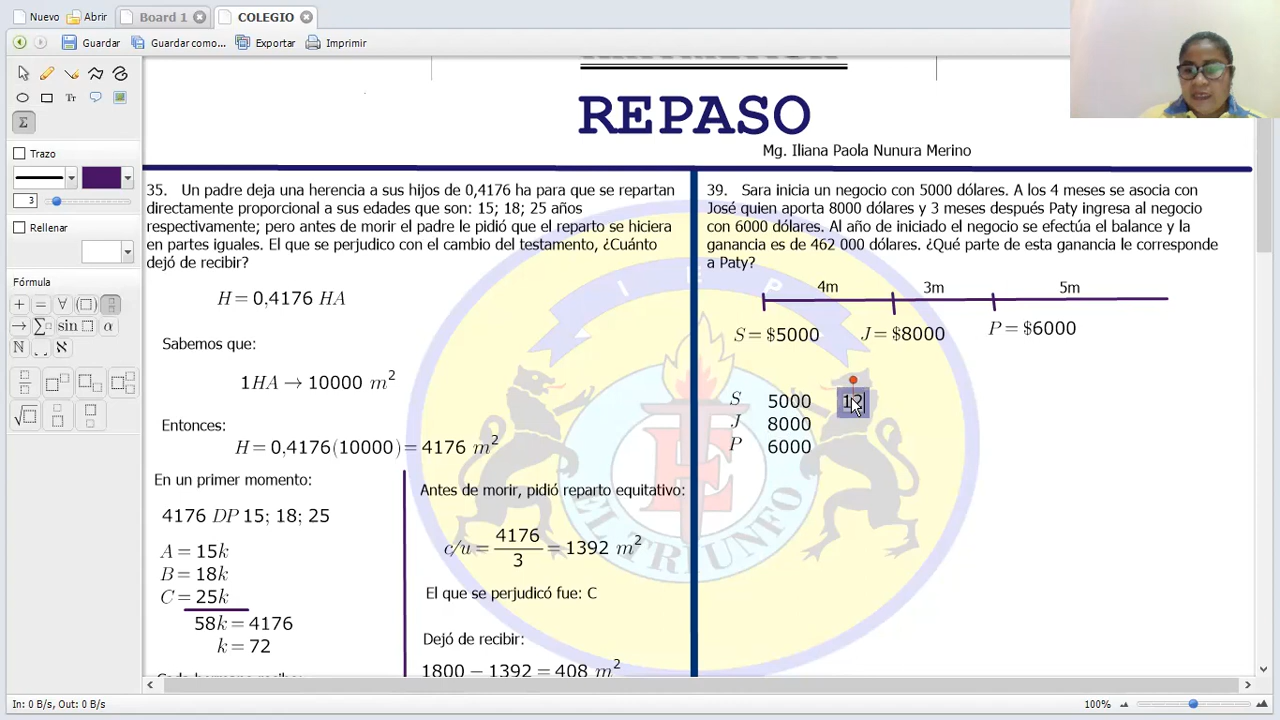 Nuevo Abrir Board 1 COLEGIO
Guardar Guardar como... Exportar Imprimir
Trazo
3
Rellenar
Fórmula
REPASO
Mg. Iliana Paola Nunura Merino
35. Un padre deja una herencia a sus hijos de 0,4176 ha para que se repartan
directamente proporcional a sus edades que son: 15; 18; 25 años
respectivamente; pero antes de morir el padre le pidió que el reparto se hiciera
en partes iguales. El que se perjudico con el cambio del testamento, ¿Cuánto
dejó de recibir?
H = 0,4176 HA
Sabemos que:
1HA → 10000 m²
Entonces:
H = 0,4176(10000) = 4176 m²
En un primer momento:
4176 DP 15; 18; 25
A = 15k
B = 18k
C = 25k
58k = 4176
k = 72
Antes de morir, pidió reparto equitativo:
c/u = 4176/3 = 1392 m²
El que se perjudicó fue: C
Dejó de recibir:
1800 − 1392 = 408 m²
39. Sara inicia un negocio con 5000 dólares. A los 4 meses se asocia con
José quien aporta 8000 dólares y 3 meses después Paty ingresa al negocio
con 6000 dólares. Al año de iniciado el negocio se efectúa el balance y la
ganancia es de 462 000 dólares. ¿Qué parte de esta ganancia le corresponde
a Paty?
4m 3m 5m
S = $5000 J = $8000 P = $6000
S 5000 12
J 8000
P 6000
I E P
EL TRIUNFO
In: 0 B/s, Out: 0 B/s 100%